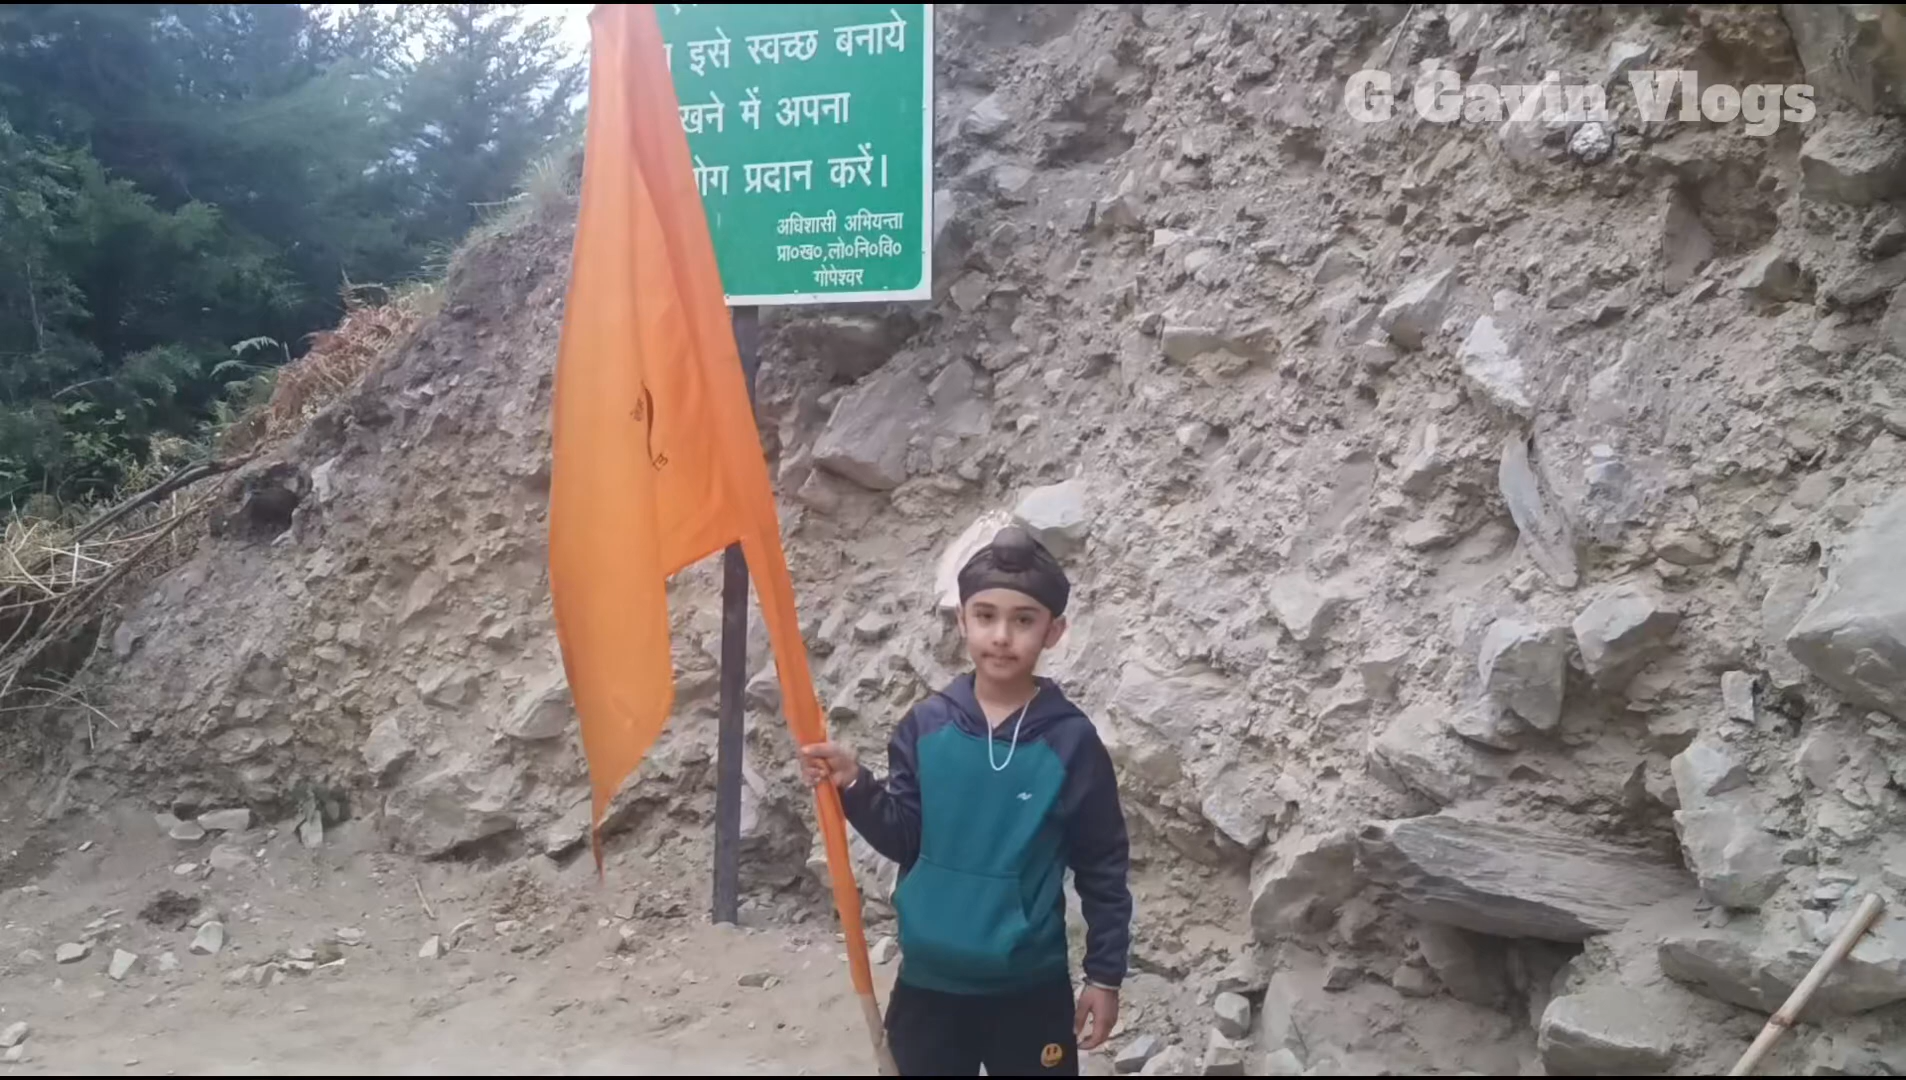 G Gavin Vlogs
इसे स्वच्छ बनाये
में अपना
प्रदान करें।
अधिशासी अभियन्ता
प्रा०ख०,लो०नि०वि०
गोपेश्वर